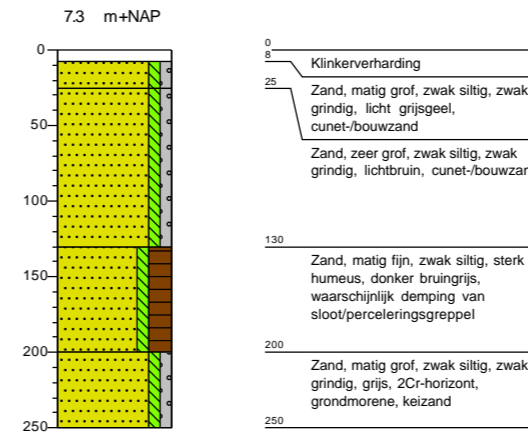 7.3 m+NAP
0
50
100
150
200
250
0
8
Klinkerverharding
25
Zand, matig grof, zwak siltig, zwak
grindig, licht grijsgeel,
cunet-/bouwzand
Zand, zeer grof, zwak siltig, zwak
grindig, lichtbruin,
130
Zand, matig fijn, zwak siltig, sterk
humeus, donker bruingrijs,
waarschijnlijk demping van
sloot/perceleringsgreppel
200
Zand, matig grof, zwak siltig, zwak
grindig, grijs, 2Cr-horizont,
grondmorene, keizand
250